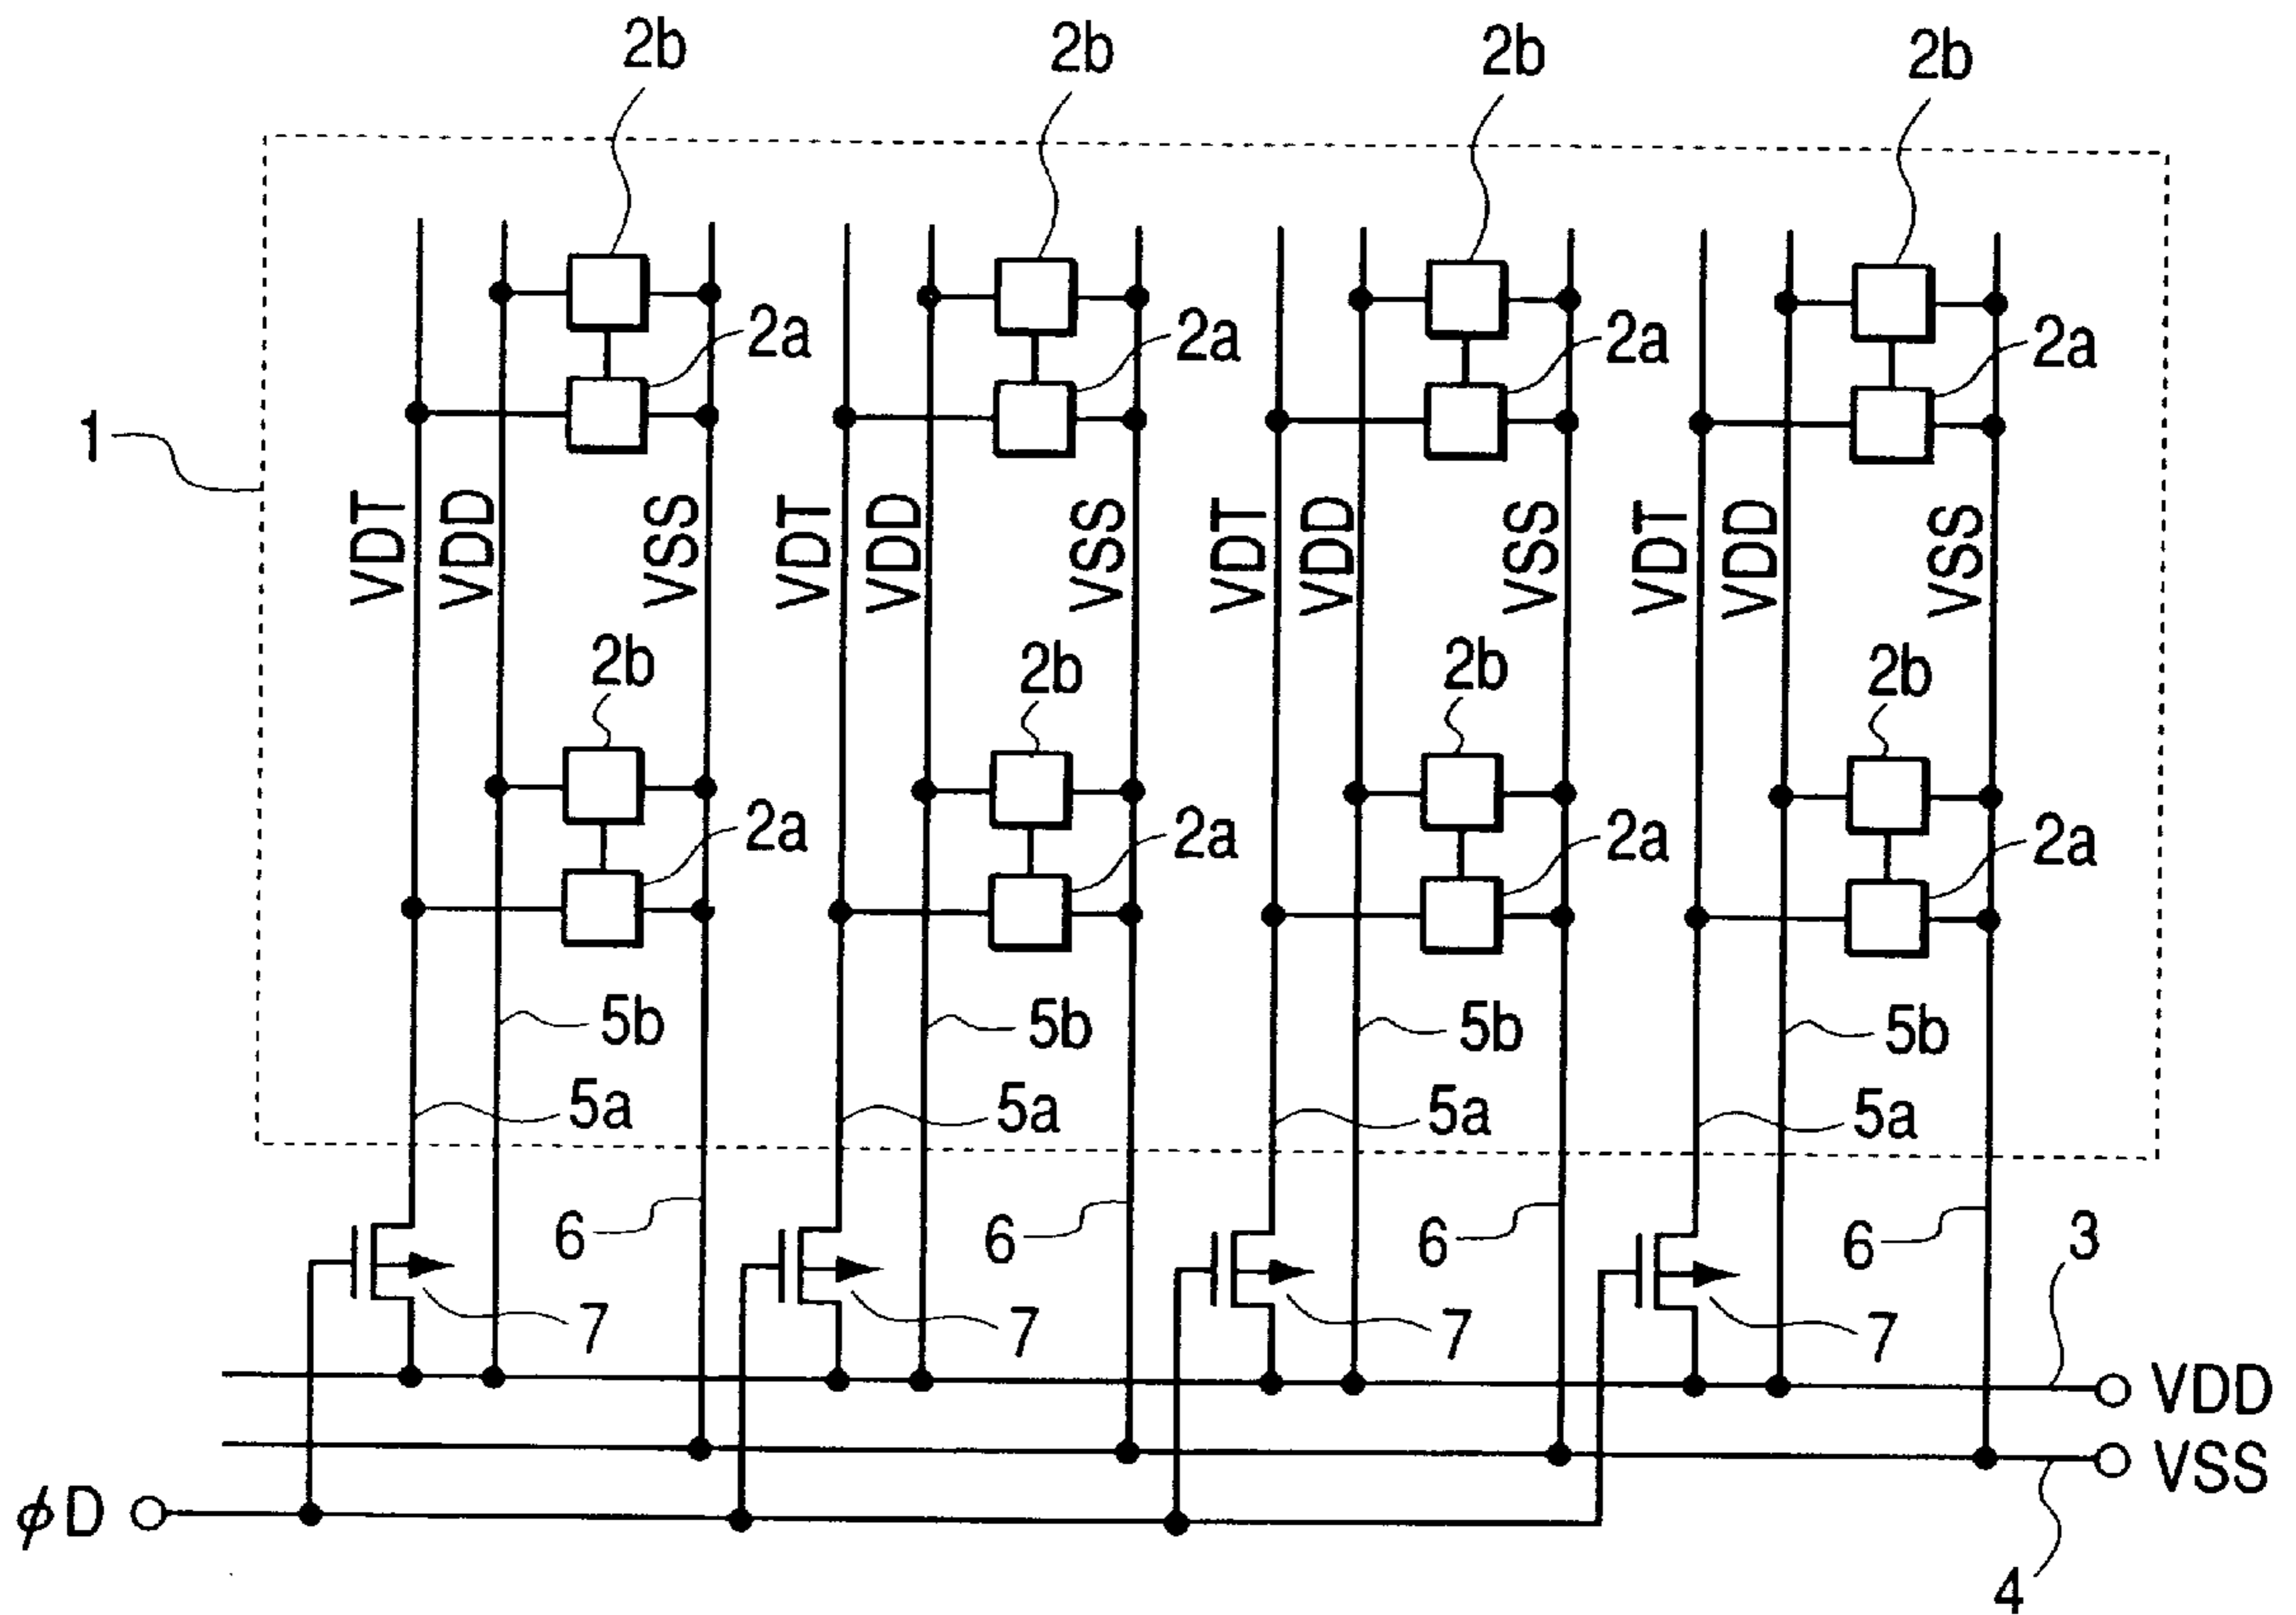 2b 2b 2b 2b
2a 2a 2a 2a
1
VDT VDD VSS VDT VDD VSS VDT VDD VSS VDT VDD VSS
2b 2b 2b 2b
2a 2a 2a 2a
5b 5b 5b 5b
5a 5a 5a 5a
6 6 6 6 3
7 7 7 7
VDD
VSS
ϕD
4